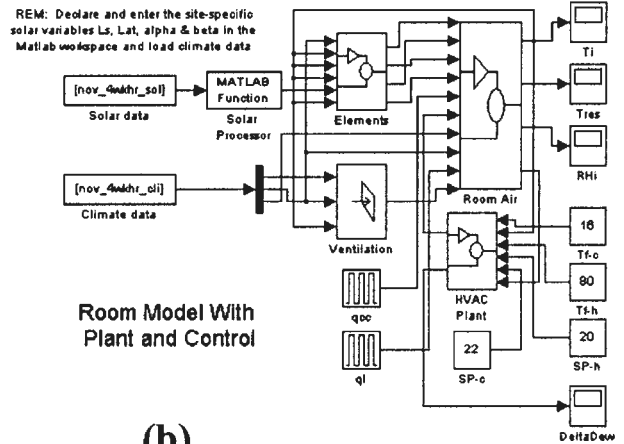 REM: Declare and enter the site-specific
solar variables Ls, Lat, alpha & beta in the
Matlab workspace and load climate data
[nov_4wkhr_sol]
Solar data
MATLAB
Function
Solar
Processor
Elements
Ti
Tres
RHi
[nov_4wkhr_cli]
Climate data
Ventilation
Room Air
16
Tf-c
80
Tf-h
HVAC
Plant
20
SP-h
qoc
22
SP-c
ql
DeltaDew
Room Model With
Plant and Control
(b)